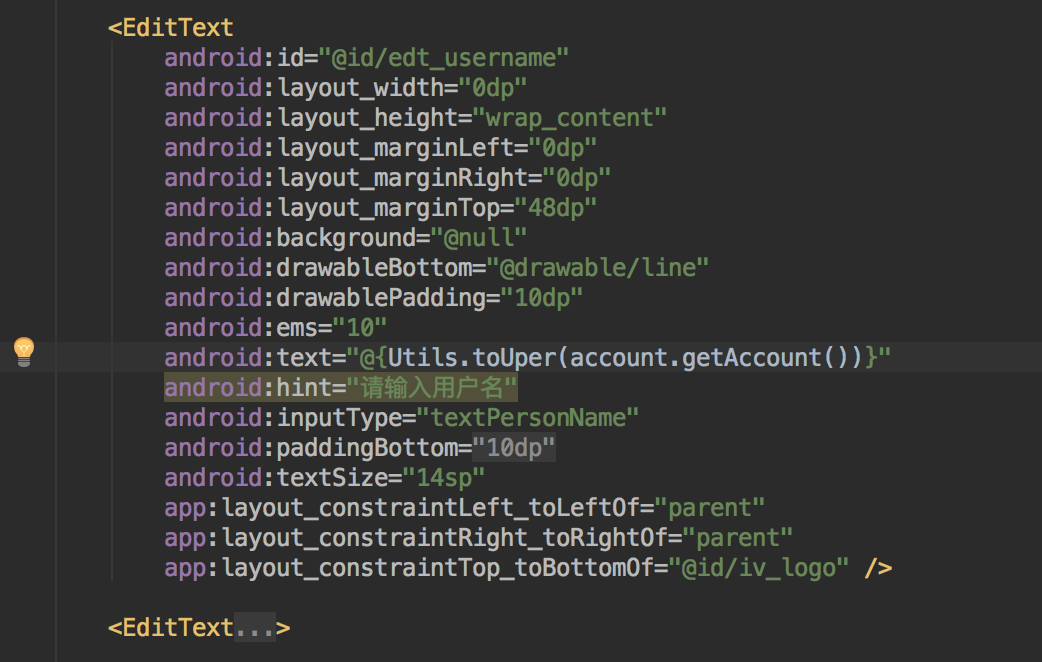 <EditText
android:id="@id/edt_username"
android:layout_width="0dp"
android:layout_height="wrap_content"
android:layout_marginLeft="0dp"
android:layout_marginRight="0dp"
android:layout_marginTop="48dp"
android:background="@null"
android:drawableBottom="@drawable/line"
android:drawablePadding="10dp"
android:ems="10"
android:text="@{Utils.toUper(account.getAccount())}"
android:hint="请输入用户名"
android:inputType="textPersonName"
android:paddingBottom="10dp"
android:textSize="14sp"
app:layout_constraintLeft_toLeftOf="parent"
app:layout_constraintRight_toRightOf="parent"
app:layout_constraintTop_toBottomOf="@id/iv_logo" />
<EditText...>